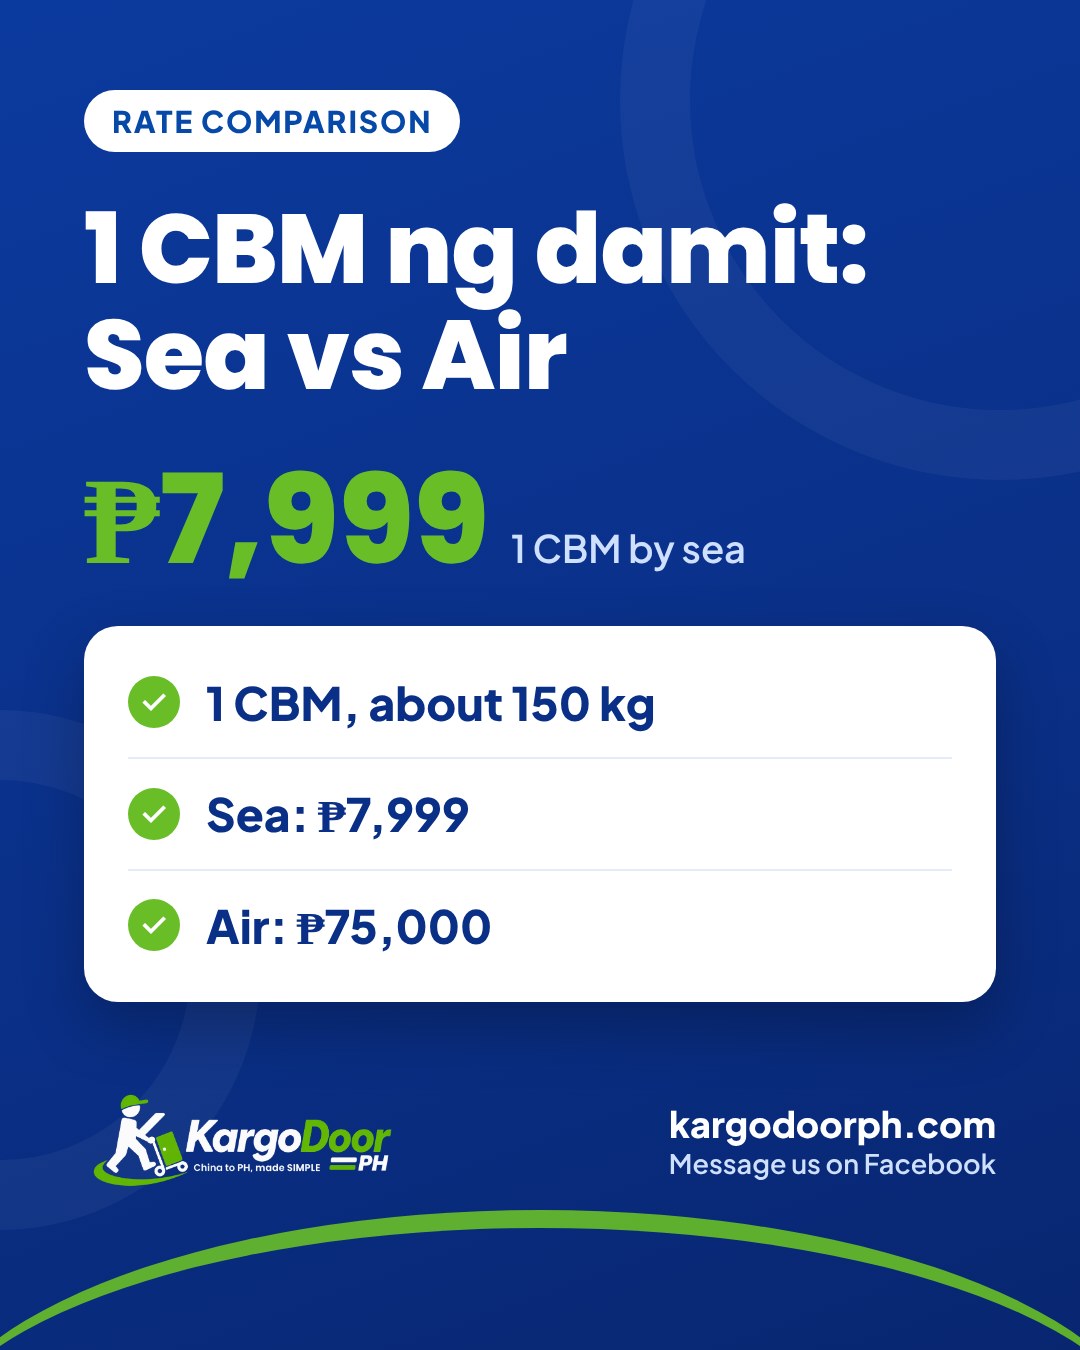 RATE COMPARISON
1 CBM ng damit:
Sea vs Air
₱7,999 1 CBM by sea
1 CBM, about 150 kg
Sea: ₱7,999
Air: ₱75,000
KargoDoor
China to PH, made SIMPLE PH
kargodoorph.com
Message us on Facebook